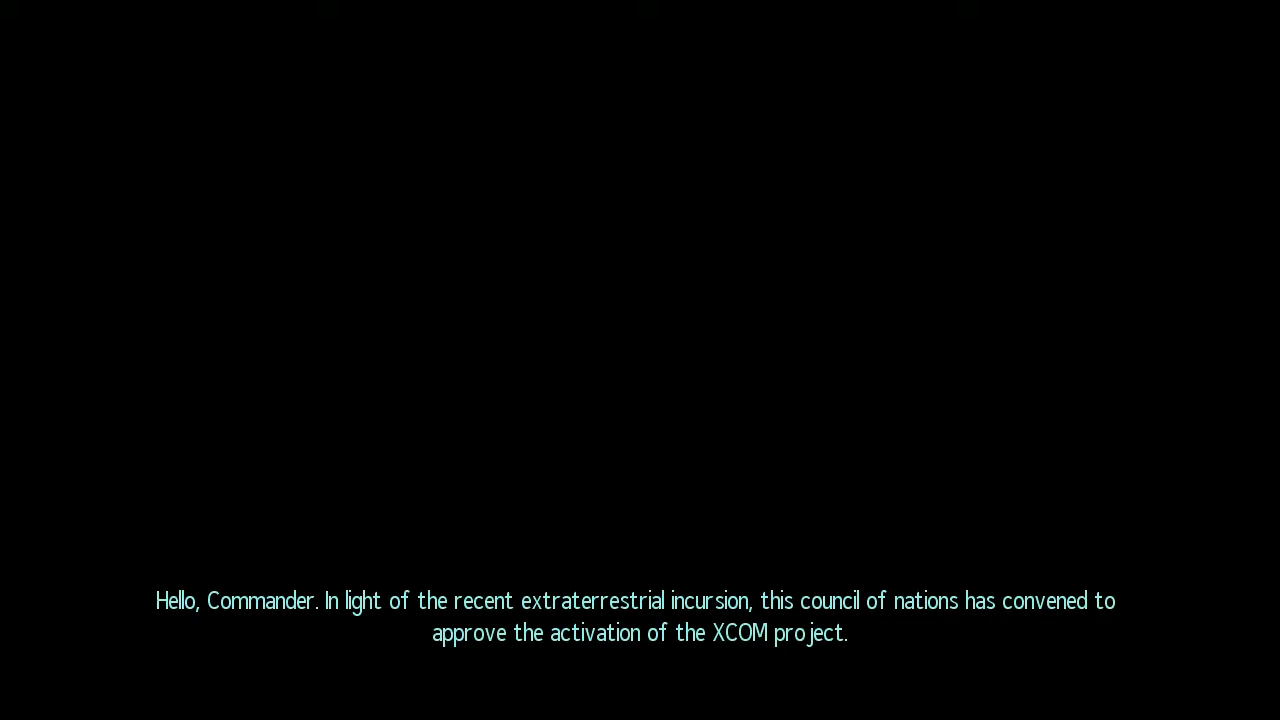 Hello, Commander. In light of the recent extraterrestrial incursion, this council of nations has convened to
approve the activation of the XCOM project.